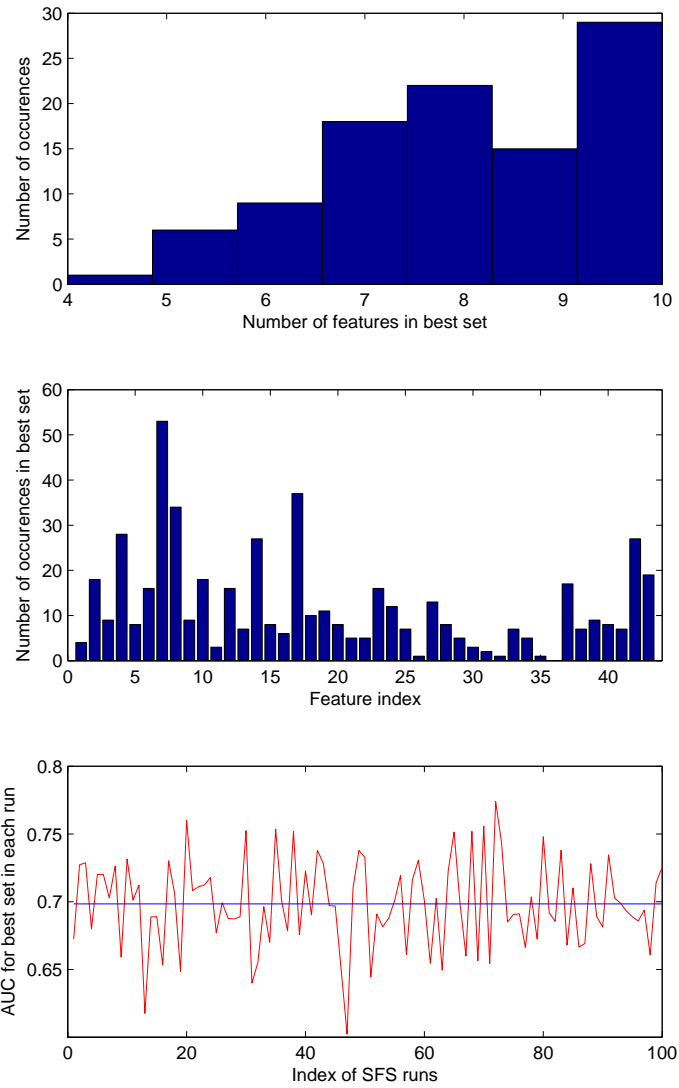 30
25
20
15
10
5
0
Number of occurences
4 5 6 7 8 9 10
Number of features in best set
60
50
40
30
20
10
0
Number of occurences in best set
0 5 10 15 20 25 30 35 40
Feature index
0.8
0.75
0.7
0.65
AUC for best set in each run
0 20 40 60 80 100
Index of SFS runs